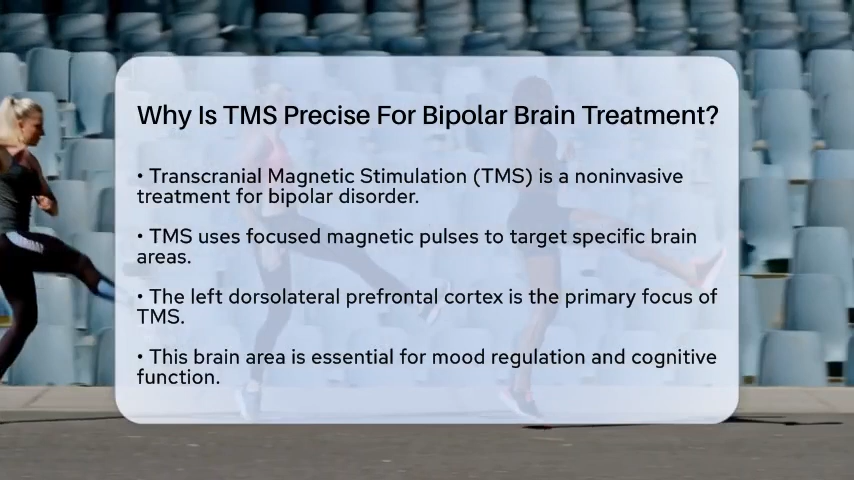 Why Is TMS Precise For Bipolar Brain Treatment?
• Transcranial Magnetic Stimulation (TMS) is a noninvasive
treatment for bipolar disorder.
• TMS uses focused magnetic pulses to target specific brain
areas.
• The left dorsolateral prefrontal cortex is the primary focus of
TMS.
• This brain area is essential for mood regulation and cognitive
function.